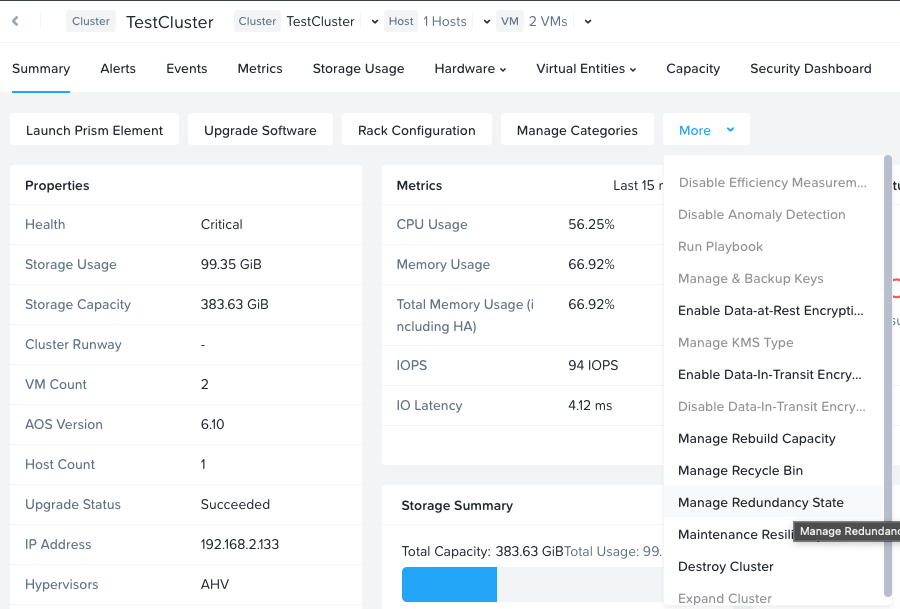 Cluster TestCluster Cluster TestCluster Host 1 Hosts VM 2 VMs
Summary Alerts Events Metrics Storage Usage Hardware Virtual Entities Capacity Security Dashboard
Launch Prism Element Upgrade Software Rack Configuration Manage Categories More
Properties
Health Critical
Storage Usage 99.35 GiB
Storage Capacity 383.63 GiB
Cluster Runway -
VM Count 2
AOS Version 6.10
Host Count 1
Upgrade Status Succeeded
IP Address 192.168.2.133
Hypervisors AHV
Metrics Last 15
CPU Usage 56.25%
Memory Usage 66.92%
Total Memory Usage (i
ncluding HA) 66.92%
IOPS 94 IOPS
IO Latency 4.12 ms
Storage Summary
Total Capacity: 383.63 GiB Total Usage: 99.
Disable Efficiency Measurem...
Disable Anomaly Detection
Run Playbook
Manage & Backup Keys
Enable Data-at-Rest Encrypti...
Manage KMS Type
Enable Data-In-Transit Encry...
Disable Data-In-Transit Encry...
Manage Rebuild Capacity
Manage Recycle Bin
Manage Redundancy State
Manage Redundanc
Maintenance Resili
Destroy Cluster
Expand Cluster